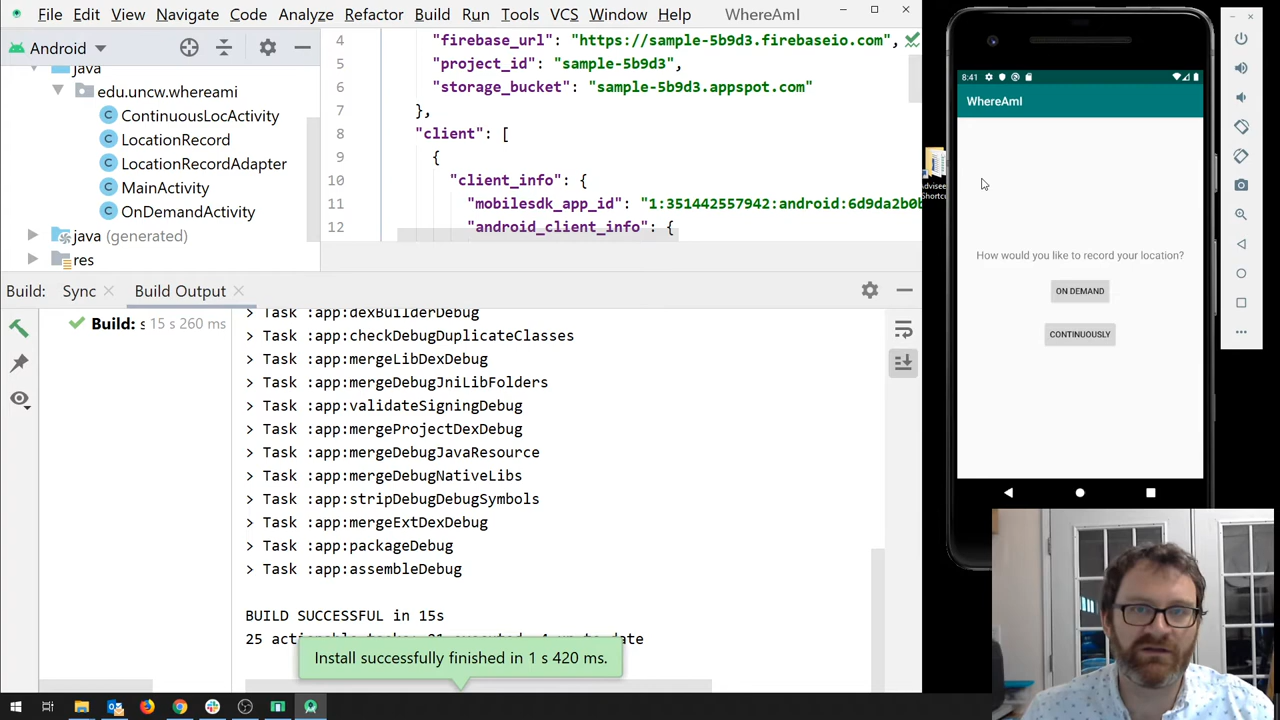 File Edit View Navigate Code Analyze Refactor Build Run Tools VCS Window Help WhereAmI
Android
java
edu.uncw.whereami
ContinuousLocActivity
LocationRecord
LocationRecordAdapter
MainActivity
OnDemandActivity
java (generated)
res
4 "firebase_url": "https://sample-5b9d3.firebaseio.com",
5 "project_id": "sample-5b9d3",
6 "storage_bucket": "sample-5b9d3.appspot.com"
7 },
8 "client": [
9 {
10 "client_info": {
11 "mobilesdk_app_id": "1:351442557942:android:6d9da2b0b
12 "android_client_info": {
Build: Sync Build Output
Build: s 15 s 260 ms
> Task :app:dexBuilderDebug
> Task :app:checkDebugDuplicateClasses
> Task :app:mergeLibDexDebug
> Task :app:mergeDebugJniLibFolders
> Task :app:validateSigningDebug
> Task :app:mergeProjectDexDebug
> Task :app:mergeDebugJavaResource
> Task :app:mergeDebugNativeLibs
> Task :app:stripDebugDebugSymbols
> Task :app:mergeExtDexDebug
> Task :app:packageDebug
> Task :app:assembleDebug
BUILD SUCCESSFUL in 15s
25
Install successfully finished in 1 s 420 ms.
Advisee
Shortcu
8:41
WhereAmI
How would you like to record your location?
ON DEMAND
CONTINUOUSLY